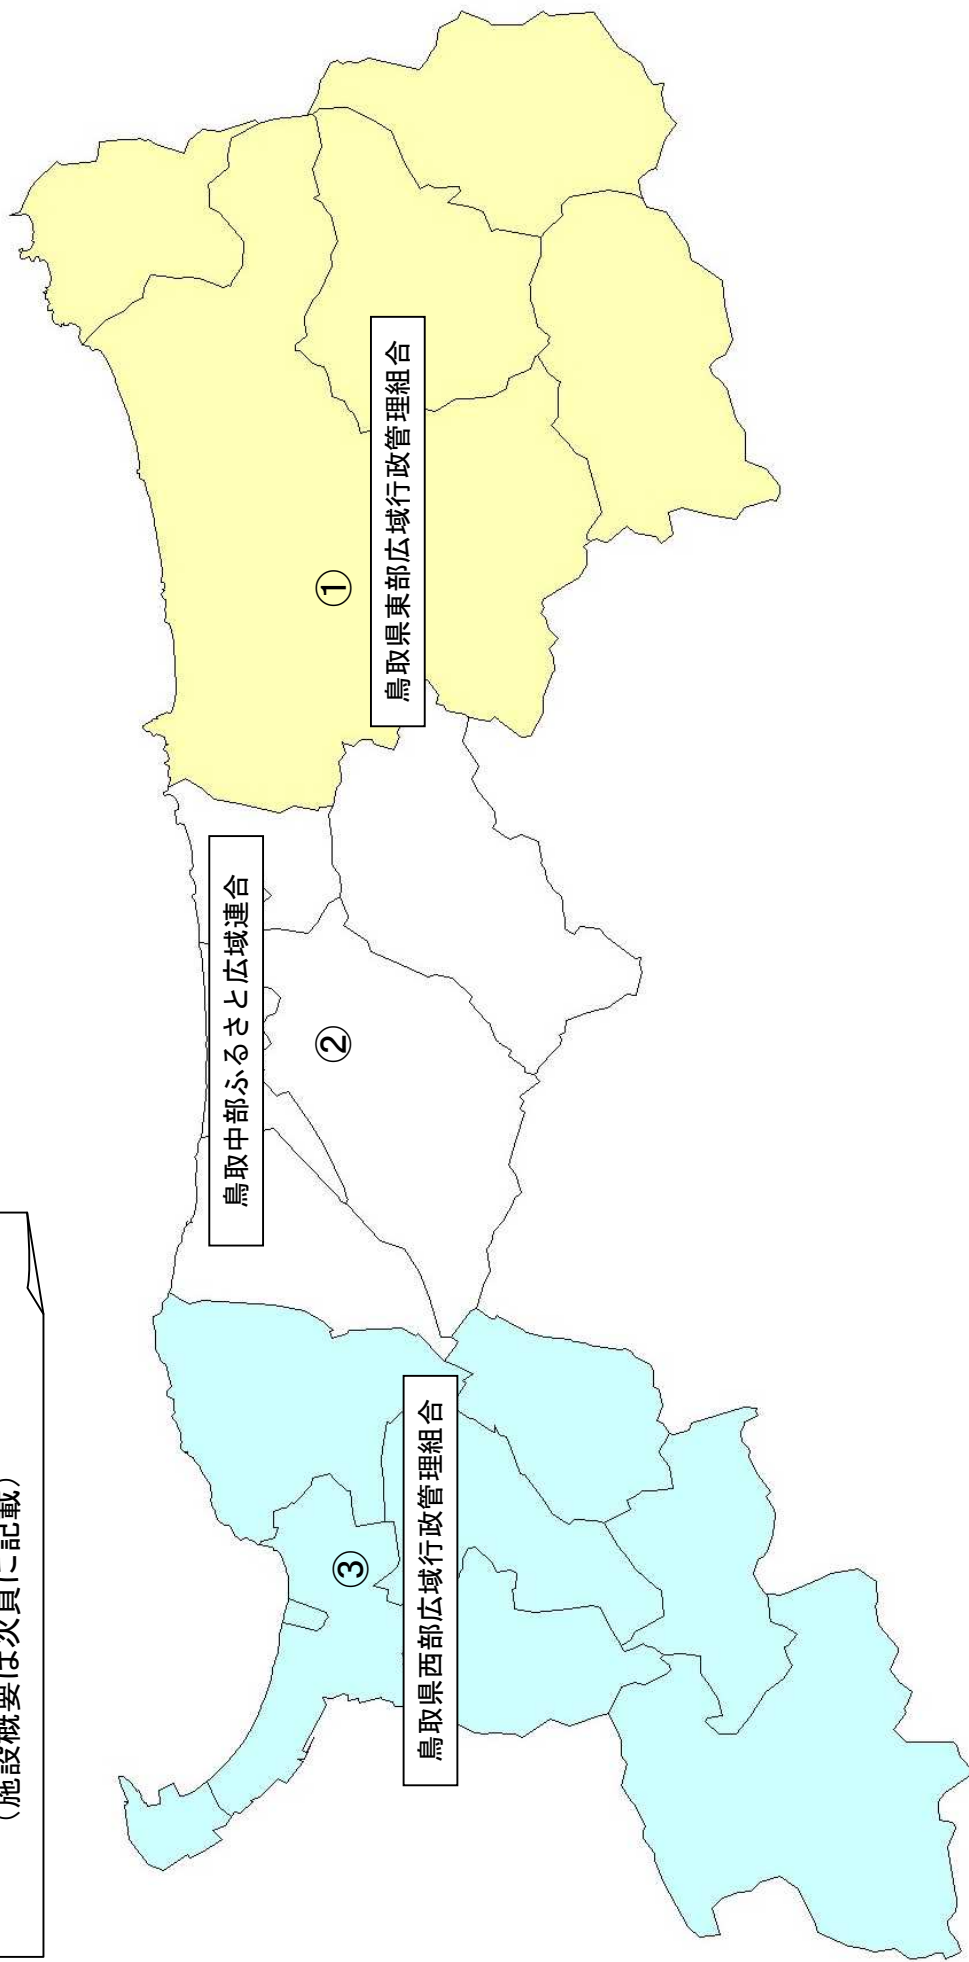 （施設概要は次頁に記載）
鳥取県西部広域行政管理組合
③
鳥取中部ふるさと広域連合
②
鳥取県東部広域行政管理組合
①